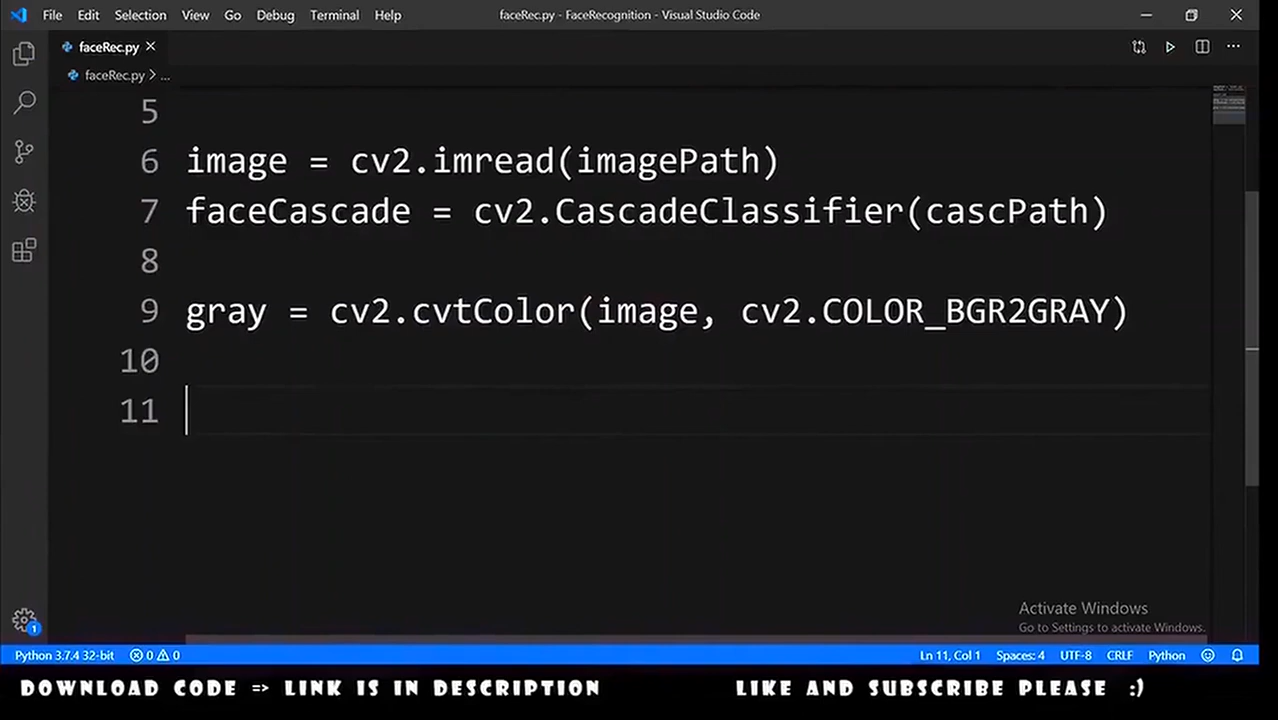 File Edit Selection View Go Debug Terminal Help faceRec.py - FaceRecognition - Visual Studio Code
faceRec.py
faceRec.py > ...
5
6 image = cv2.imread(imagePath)
7 faceCascade = cv2.CascadeClassifier(cascPath)
8
9 gray = cv2.cvtColor(image, cv2.COLOR_BGR2GRAY)
10
11
Activate Windows
Go to Settings to activate Windows.
1
Python 3.7.4 32-bit 0 0 Ln 11, Col 1 Spaces: 4 UTF-8 CRLF Python
DOWNLOAD CODE => LINK IS IN DESCRIPTION LIKE AND SUBSCRIBE PLEASE :)